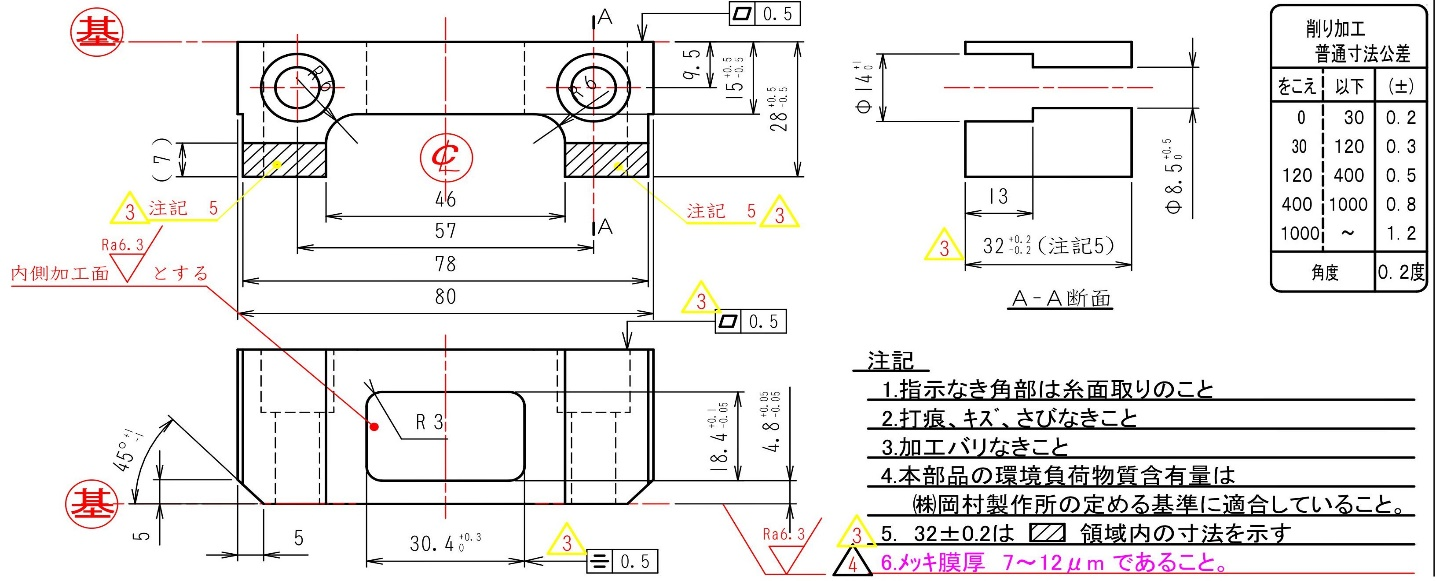 基
▱ 0.5
A
R6
R6
9.5
15 +0.5 -0.5
28 +0.5 -0.5
(7)
℄
3 注記 5
注記 5 3
46
A
57
78
80
Ra6.3
内側加工面 とする
Φ14 +1 0
Φ8.5 +0.5 0
13
3 32 +0.2 -0.2 (注記5)
A-A断面
削り加工
普通寸法公差
をこえ 以下 (±)
0 30 0.2
30 120 0.3
120 400 0.5
400 1000 0.8
1000 ~ 1.2
角度 0.2度
3
▱ 0.5
R3
18.4 +0.1 -0.05
4.8 +0.05 -0.05
45° +1 -1
基
5
5
30.4 +0.3 0
3
⌯ 0.5
Ra6.3
注記
1.指示なき角部は糸面取りのこと
2.打痕、キズ、さびなきこと
3.加工バリなきこと
4.本部品の環境負荷物質含有量は
㈱岡村製作所の定める基準に適合していること。
3 5. 32±0.2は 領域内の寸法を示す
4 6.メッキ膜厚 7～12μm であること。